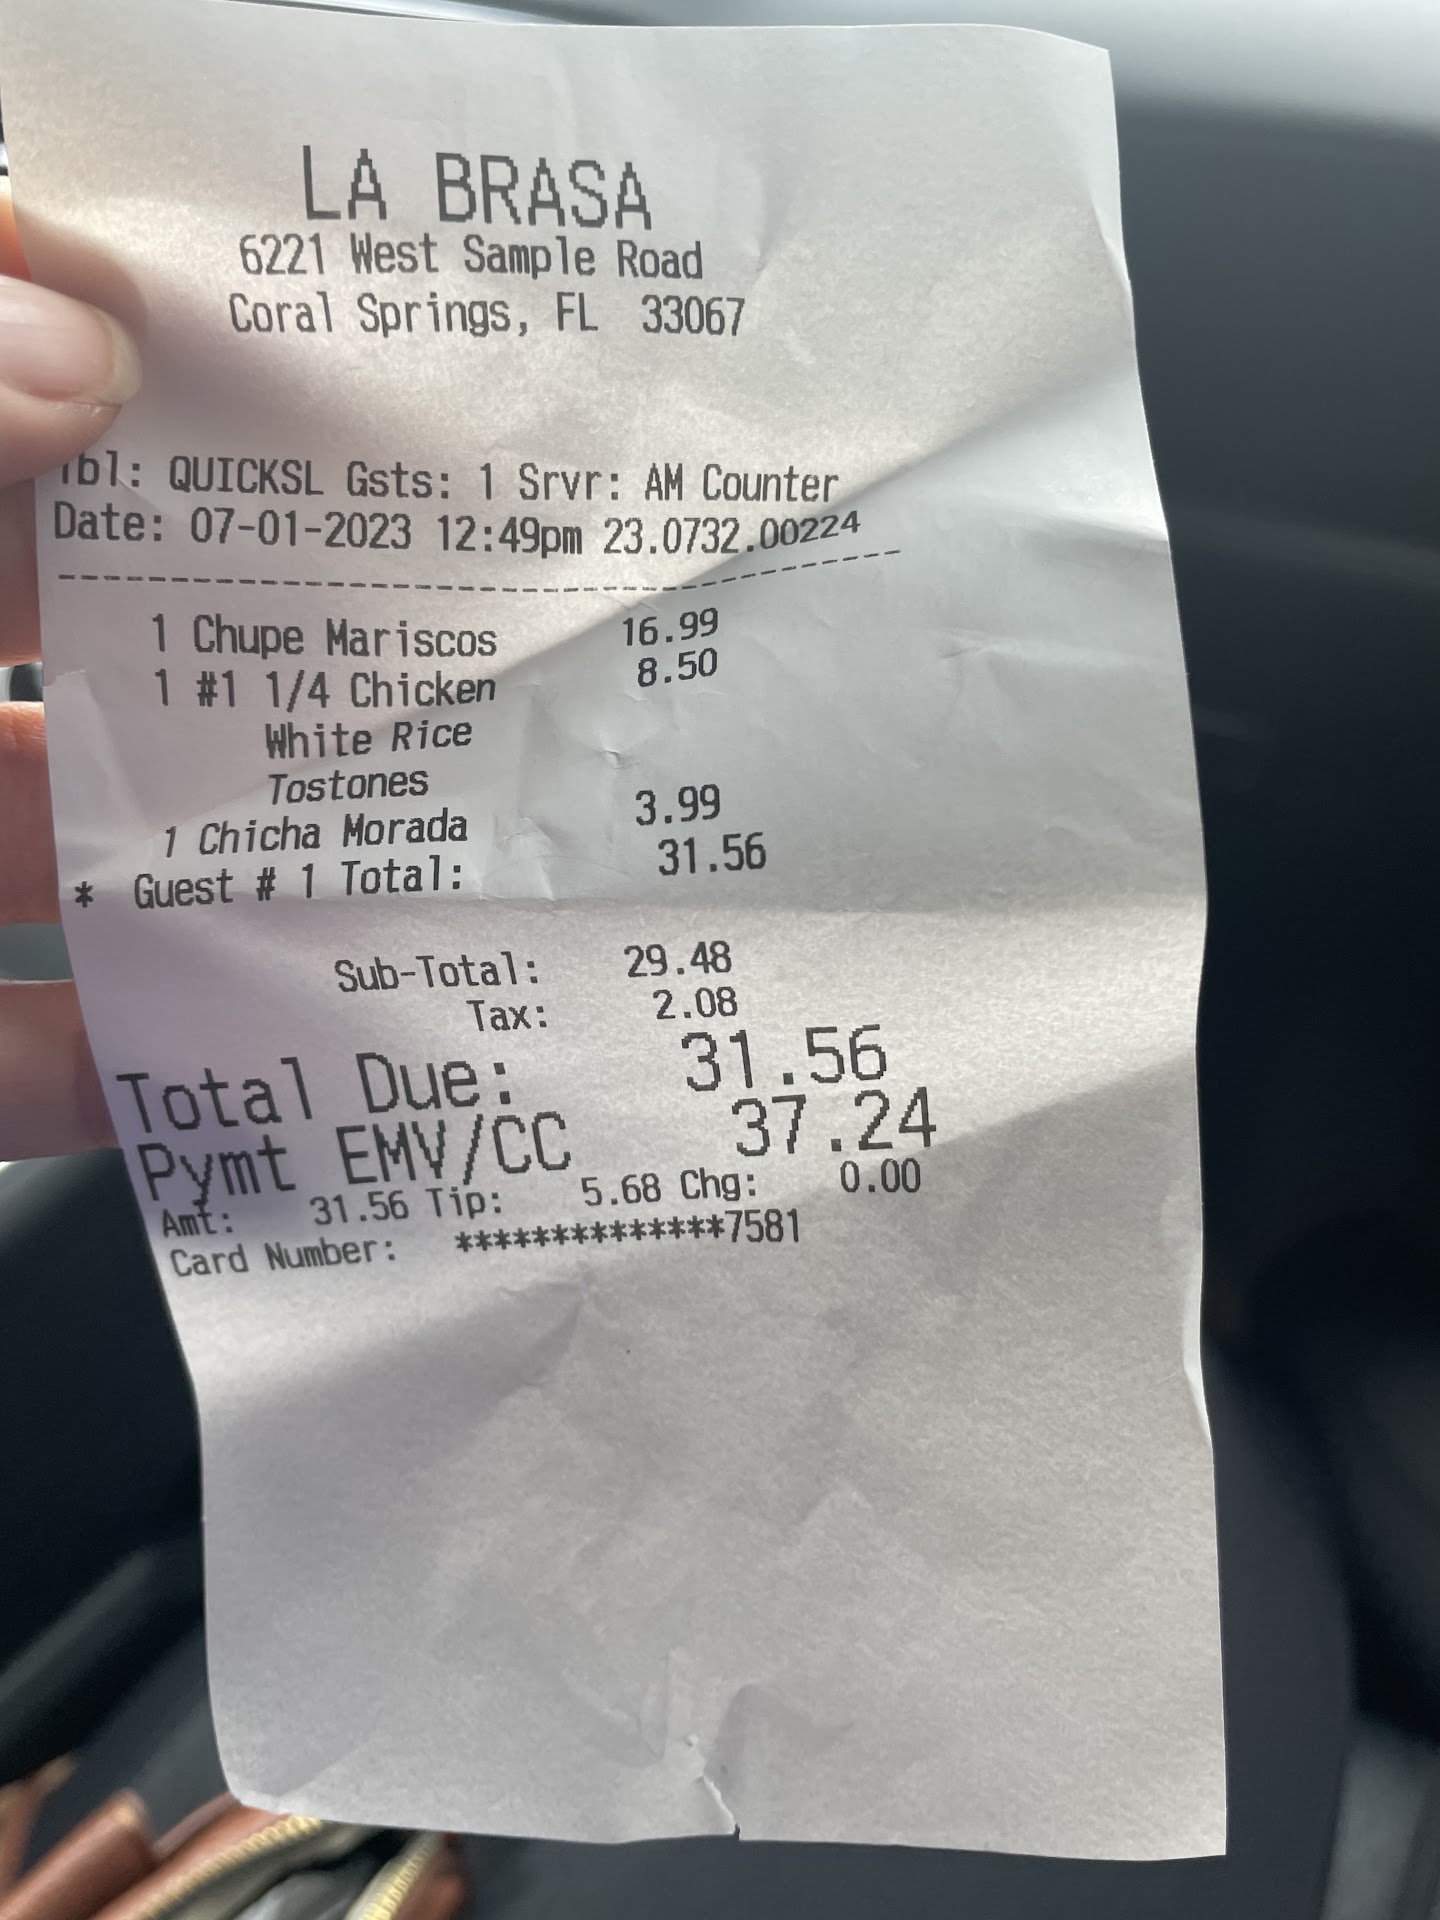 LA BRASA
6221 West Sample Road
Coral Springs, FL 33067
Tbl: QUICKSL Gsts: 1 Srvr: AM Counter
Date: 07-01-2023 12:49pm 23.0732.00224
1 Chupe Mariscos 16.99
1 #1 1/4 Chicken 8.50
White Rice
Tostones
1 Chicha Morada 3.99
* Guest # 1 Total: 31.56
Sub-Total: 29.48
Tax: 2.08
Total Due: 31.56
Pymt EMV/CC 37.24
Amt: 31.56 Tip: 5.68 Chg: 0.00
Card Number: **************7581